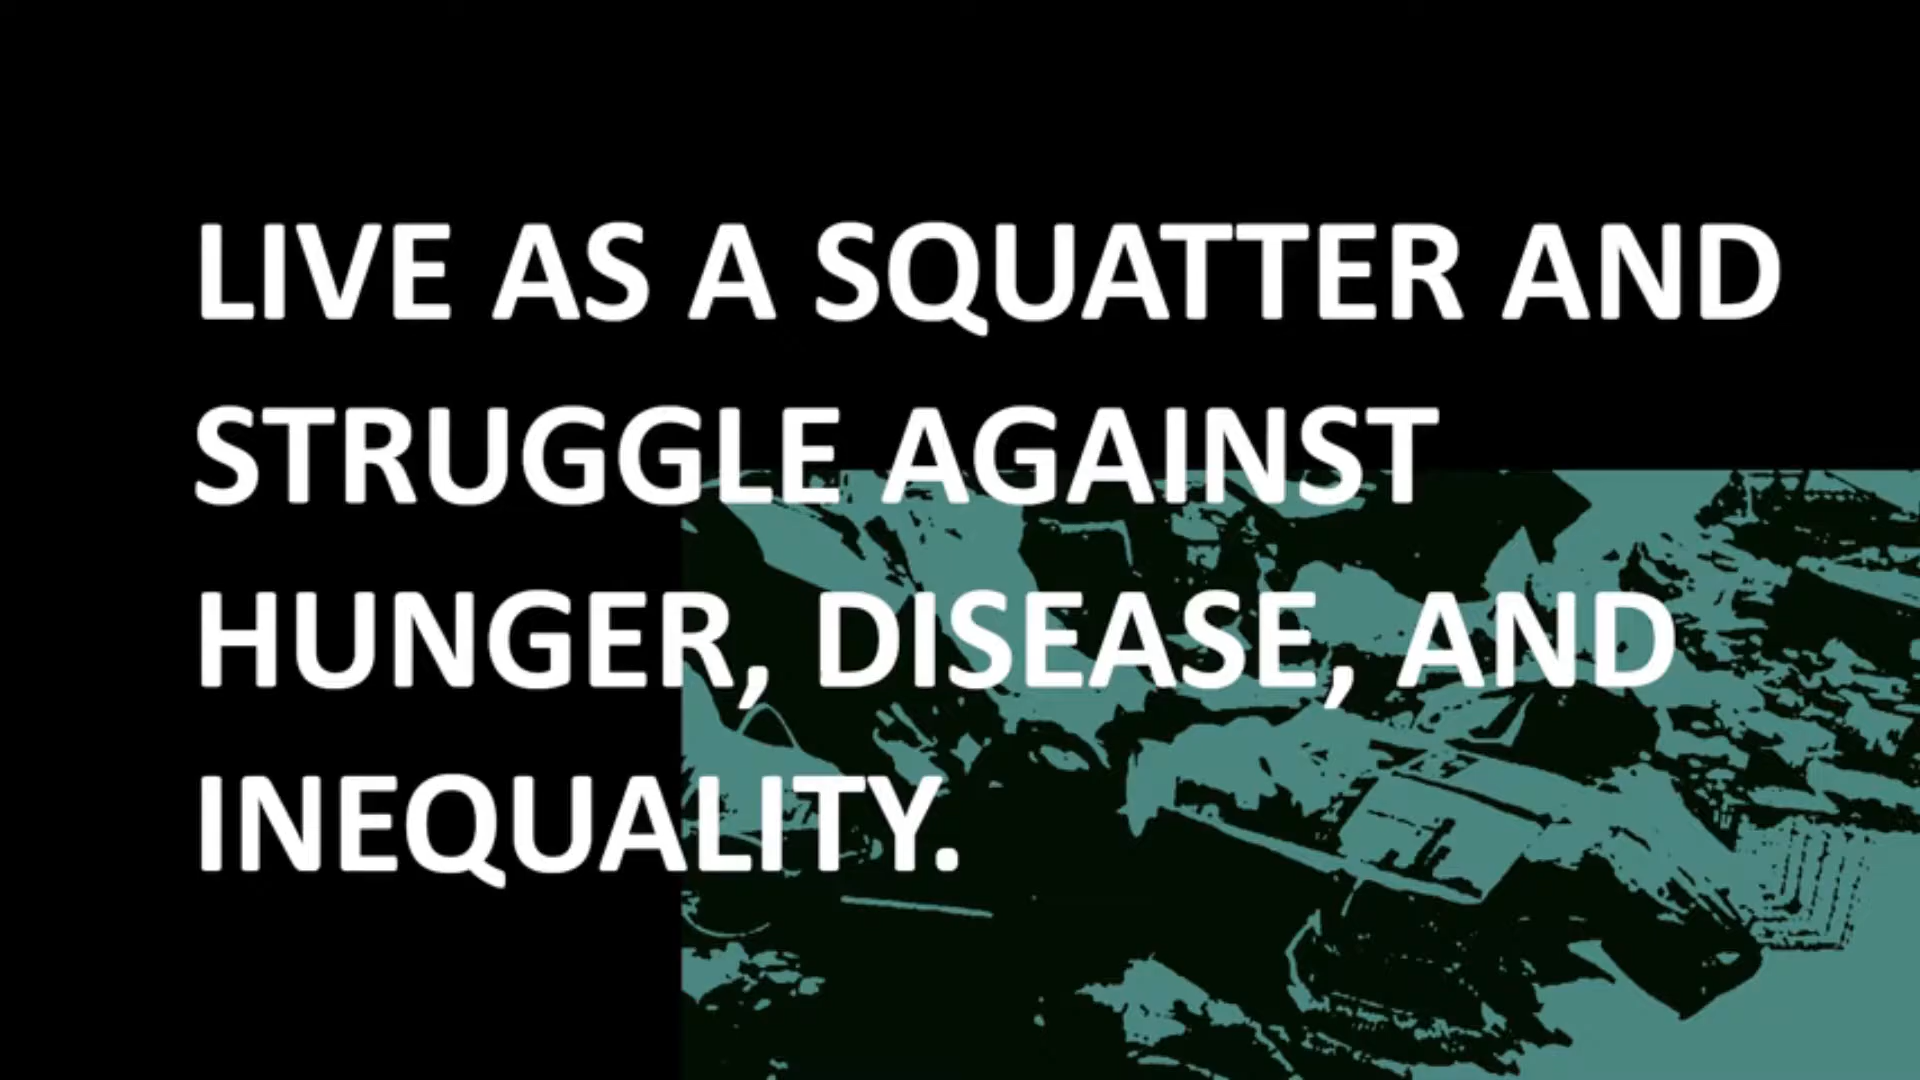 LIVE AS A SQUATTER AND
STRUGGLE AGAINST
HUNGER, DISEASE, AND
INEQUALITY.